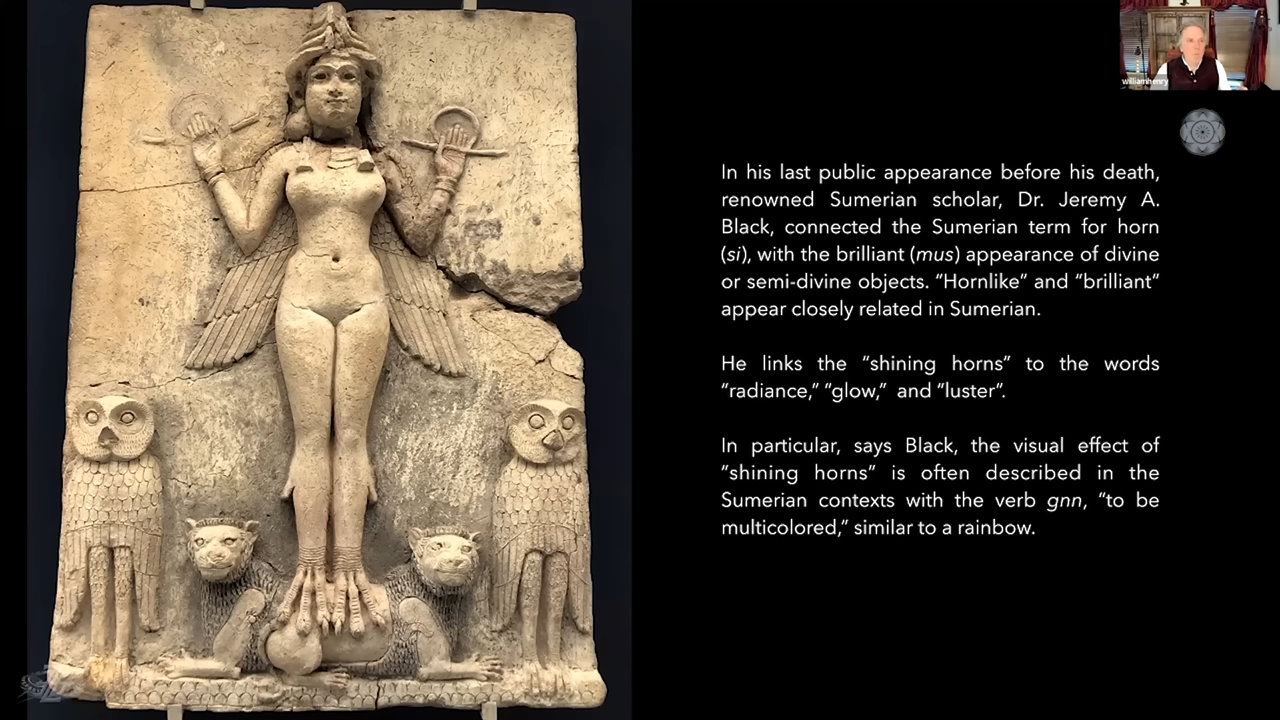 williamhenry
In his last public appearance before his death,
renowned Sumerian scholar, Dr. Jeremy A.
Black, connected the Sumerian term for horn
(si), with the brilliant (mus) appearance of divine
or semi-divine objects. “Hornlike” and “brilliant”
appear closely related in Sumerian.
He links the “shining horns” to the words
“radiance,” “glow,” and “luster”.
In particular, says Black, the visual effect of
“shining horns” is often described in the
Sumerian contexts with the verb gnn, “to be
multicolored,” similar to a rainbow.